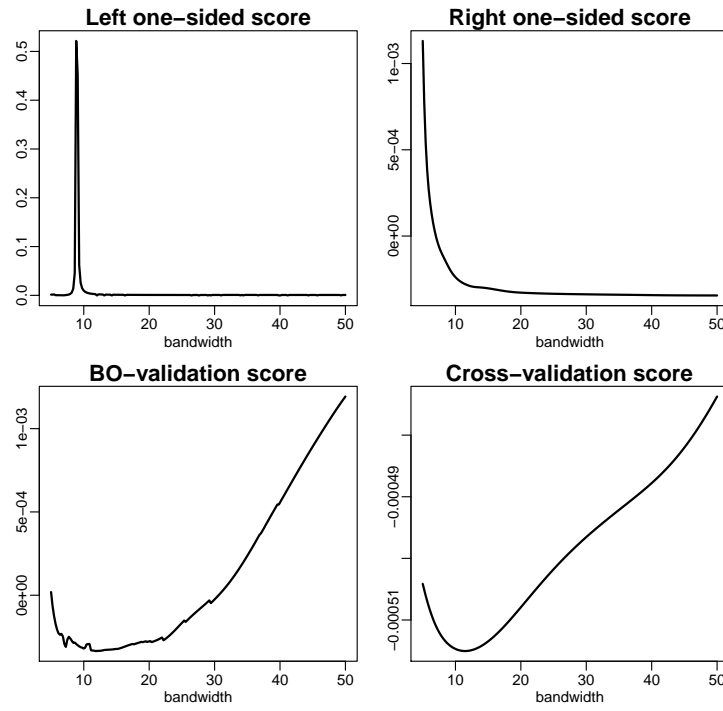 Left one−sided score
0.5
0.4
0.3
0.2
0.1
0.0
10 20 30 40 50
bandwidth
Right one−sided score
1e−03
5e−04
0e+00
10 20 30 40 50
bandwidth
BO−validation score
1e−03
5e−04
0e+00
10 20 30 40 50
bandwidth
Cross−validation score
−0.00049
−0.00051
10 20 30 40 50
bandwidth